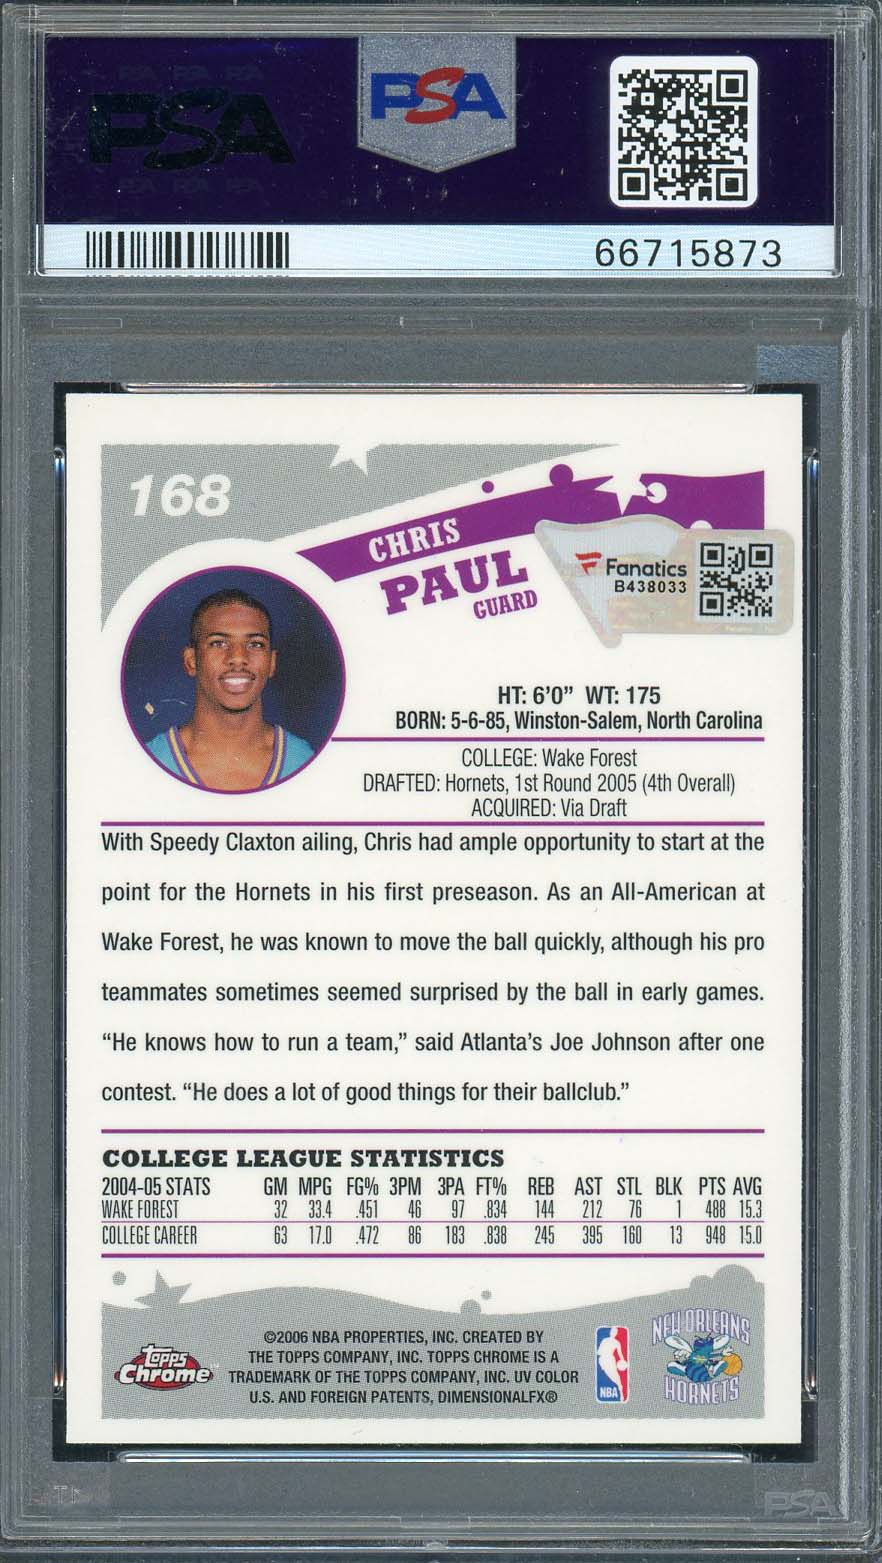 PSA PSA PSA
PSA
PSA
PSA PSA PSA
66715873
168
CHRIS
PAUL
GUARD
Fanatics
B438033
HT: 6'0" WT: 175
BORN: 5-6-85, Winston-Salem, North Carolina
COLLEGE: Wake Forest
DRAFTED: Hornets, 1st Round 2005 (4th Overall)
ACQUIRED: Via Draft
With Speedy Claxton ailing, Chris had ample opportunity to start at the
point for the Hornets in his first preseason. As an All-American at
Wake Forest, he was known to move the ball quickly, although his pro
teammates sometimes seemed surprised by the ball in early games.
“He knows how to run a team,” said Atlanta’s Joe Johnson after one
contest. “He does a lot of good things for their ballclub.”
COLLEGE LEAGUE STATISTICS
2004-05 STATS GM MPG FG% 3PM 3PA FT% REB AST STL BLK PTS AVG
WAKE FOREST 32 33.4 .451 46 97 .834 144 212 76 1 488 15.3
COLLEGE CAREER 63 17.0 .472 86 183 .838 245 395 160 13 948 15.0
Topps
Chrome™
©2006 NBA PROPERTIES, INC. CREATED BY
THE TOPPS COMPANY, INC. TOPPS CHROME IS A
TRADEMARK OF THE TOPPS COMPANY, INC. UV COLOR
U.S. AND FOREIGN PATENTS, DIMENSIONALFX®
NBA
NEW ORLEANS
HORNETS
PSA